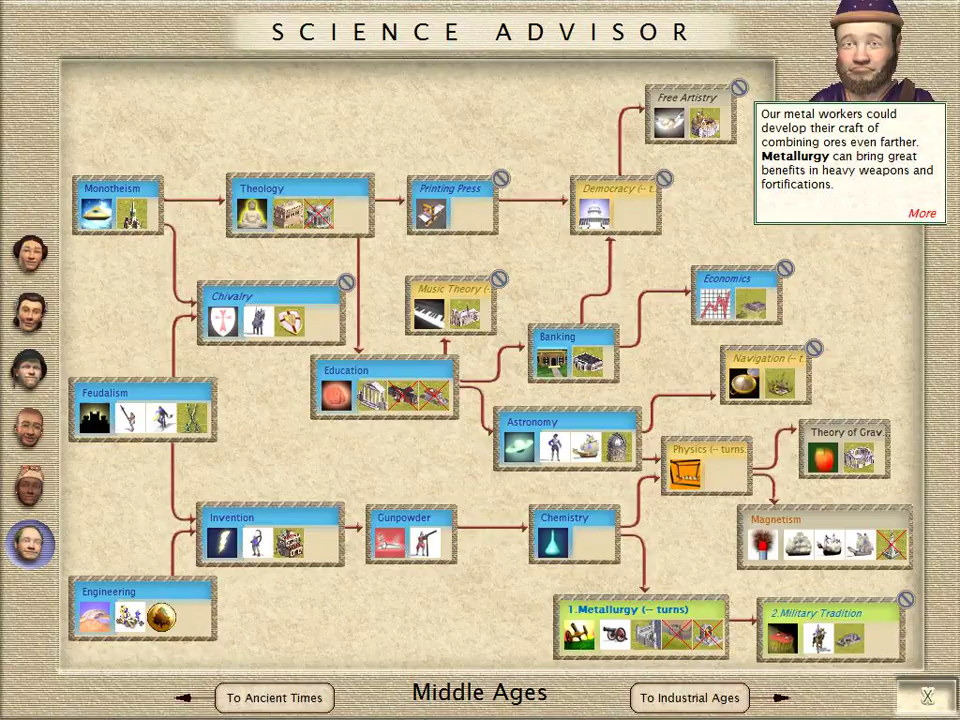 SCIENCE ADVISOR
Our metal workers could
develop their craft of
combining ores even farther.
Metallurgy can bring great
benefits in heavy weapons and
fortifications.
More
Free Artistry
Monotheism
Theology
Printing Press
Democracy (-- t..
Chivalry
Music Theory (-
Economics
Banking
Education
Navigation (-- t..
Feudalism
Astronomy
Physics (-- turns..
Theory of Grav..
Invention
Gunpowder
Chemistry
Magnetism
Engineering
1.Metallurgy (-- turns)
2.Military Tradition
To Ancient Times
Middle Ages
To Industrial Ages
X